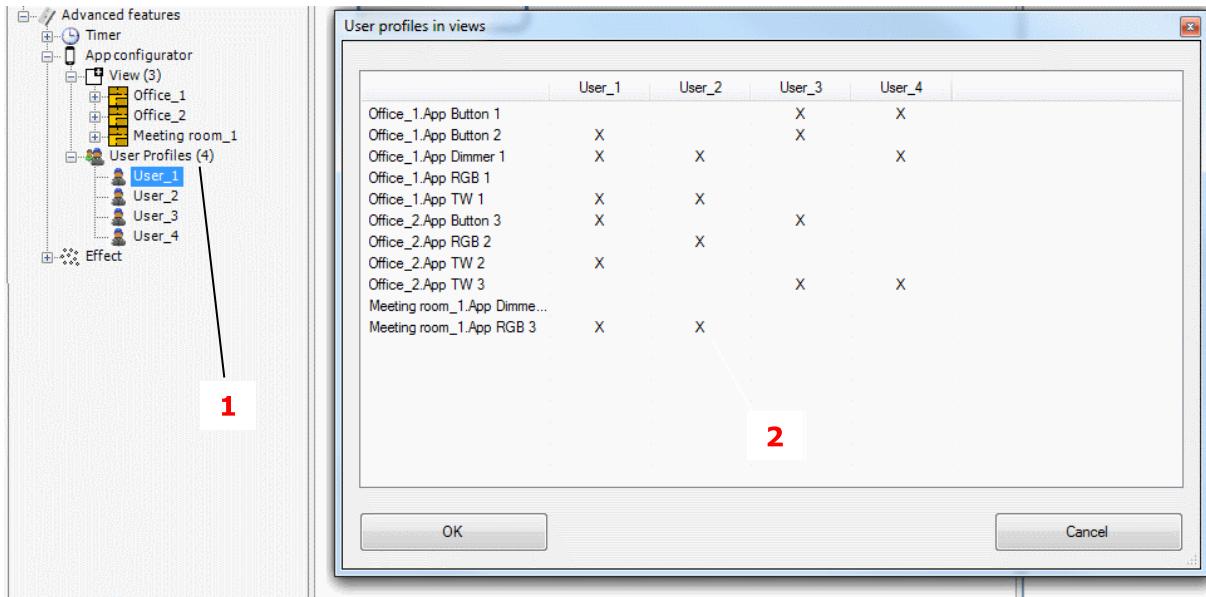 Advanced features
Timer
App configurator
View (3)
Office_1
Office_2
Meeting room_1
User Profiles (4)
User_1
User_2
User_3
User_4
Effect
1
User profiles in views
User_1 User_2 User_3 User_4
Office_1.App Button 1 X X
Office_1.App Button 2 X X
Office_1.App Dimmer 1 X X X
Office_1.App RGB 1
Office_1.App TW 1 X X
Office_2.App Button 3 X X
Office_2.App RGB 2 X
Office_2.App TW 2 X
Office_2.App TW 3 X X
Meeting room_1.App Dimme...
Meeting room_1.App RGB 3 X X
2
OK Cancel